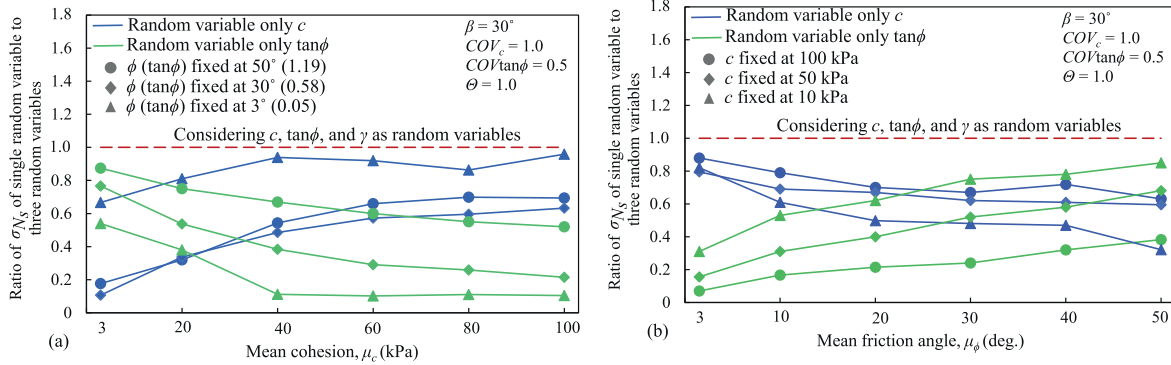 Ratio of σNs of single random variable to
three random variables
1.8
1.6
1.4
1.2
1.0
0.8
0.6
0.4
0.2
0
Random variable only c
Random variable only tanϕ
ϕ (tanϕ) fixed at 50° (1.19)
ϕ (tanϕ) fixed at 30° (0.58)
ϕ (tanϕ) fixed at 3° (0.05)
β = 30°
COVc = 1.0
COVtanϕ = 0.5
Θ = 1.0
Considering c, tanϕ, and γ as random variables
3 20 40 60 80 100
Mean cohesion, μc (kPa)
(a)
Ratio of σNs of single random variable to
three random variables
1.8
1.6
1.4
1.2
1.0
0.8
0.6
0.4
0.2
0
Random variable only c
Random variable only tanϕ
c fixed at 100 kPa
c fixed at 50 kPa
c fixed at 10 kPa
β = 30°
COVc = 1.0
COVtanϕ = 0.5
Θ = 1.0
Considering c, tanϕ, and γ as random variables
3 10 20 30 40 50
Mean friction angle, μϕ (deg.)
(b)